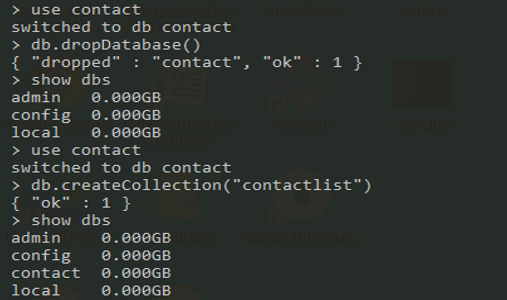 > use contact
switched to db contact
> db.dropDatabase()
{ "dropped" : "contact", "ok" : 1 }
> show dbs
admin   0.000GB
config  0.000GB
local   0.000GB
> use contact
switched to db contact
> db.createCollection("contactlist")
{ "ok" : 1 }
> show dbs
admin    0.000GB
config   0.000GB
contact  0.000GB
local    0.000GB